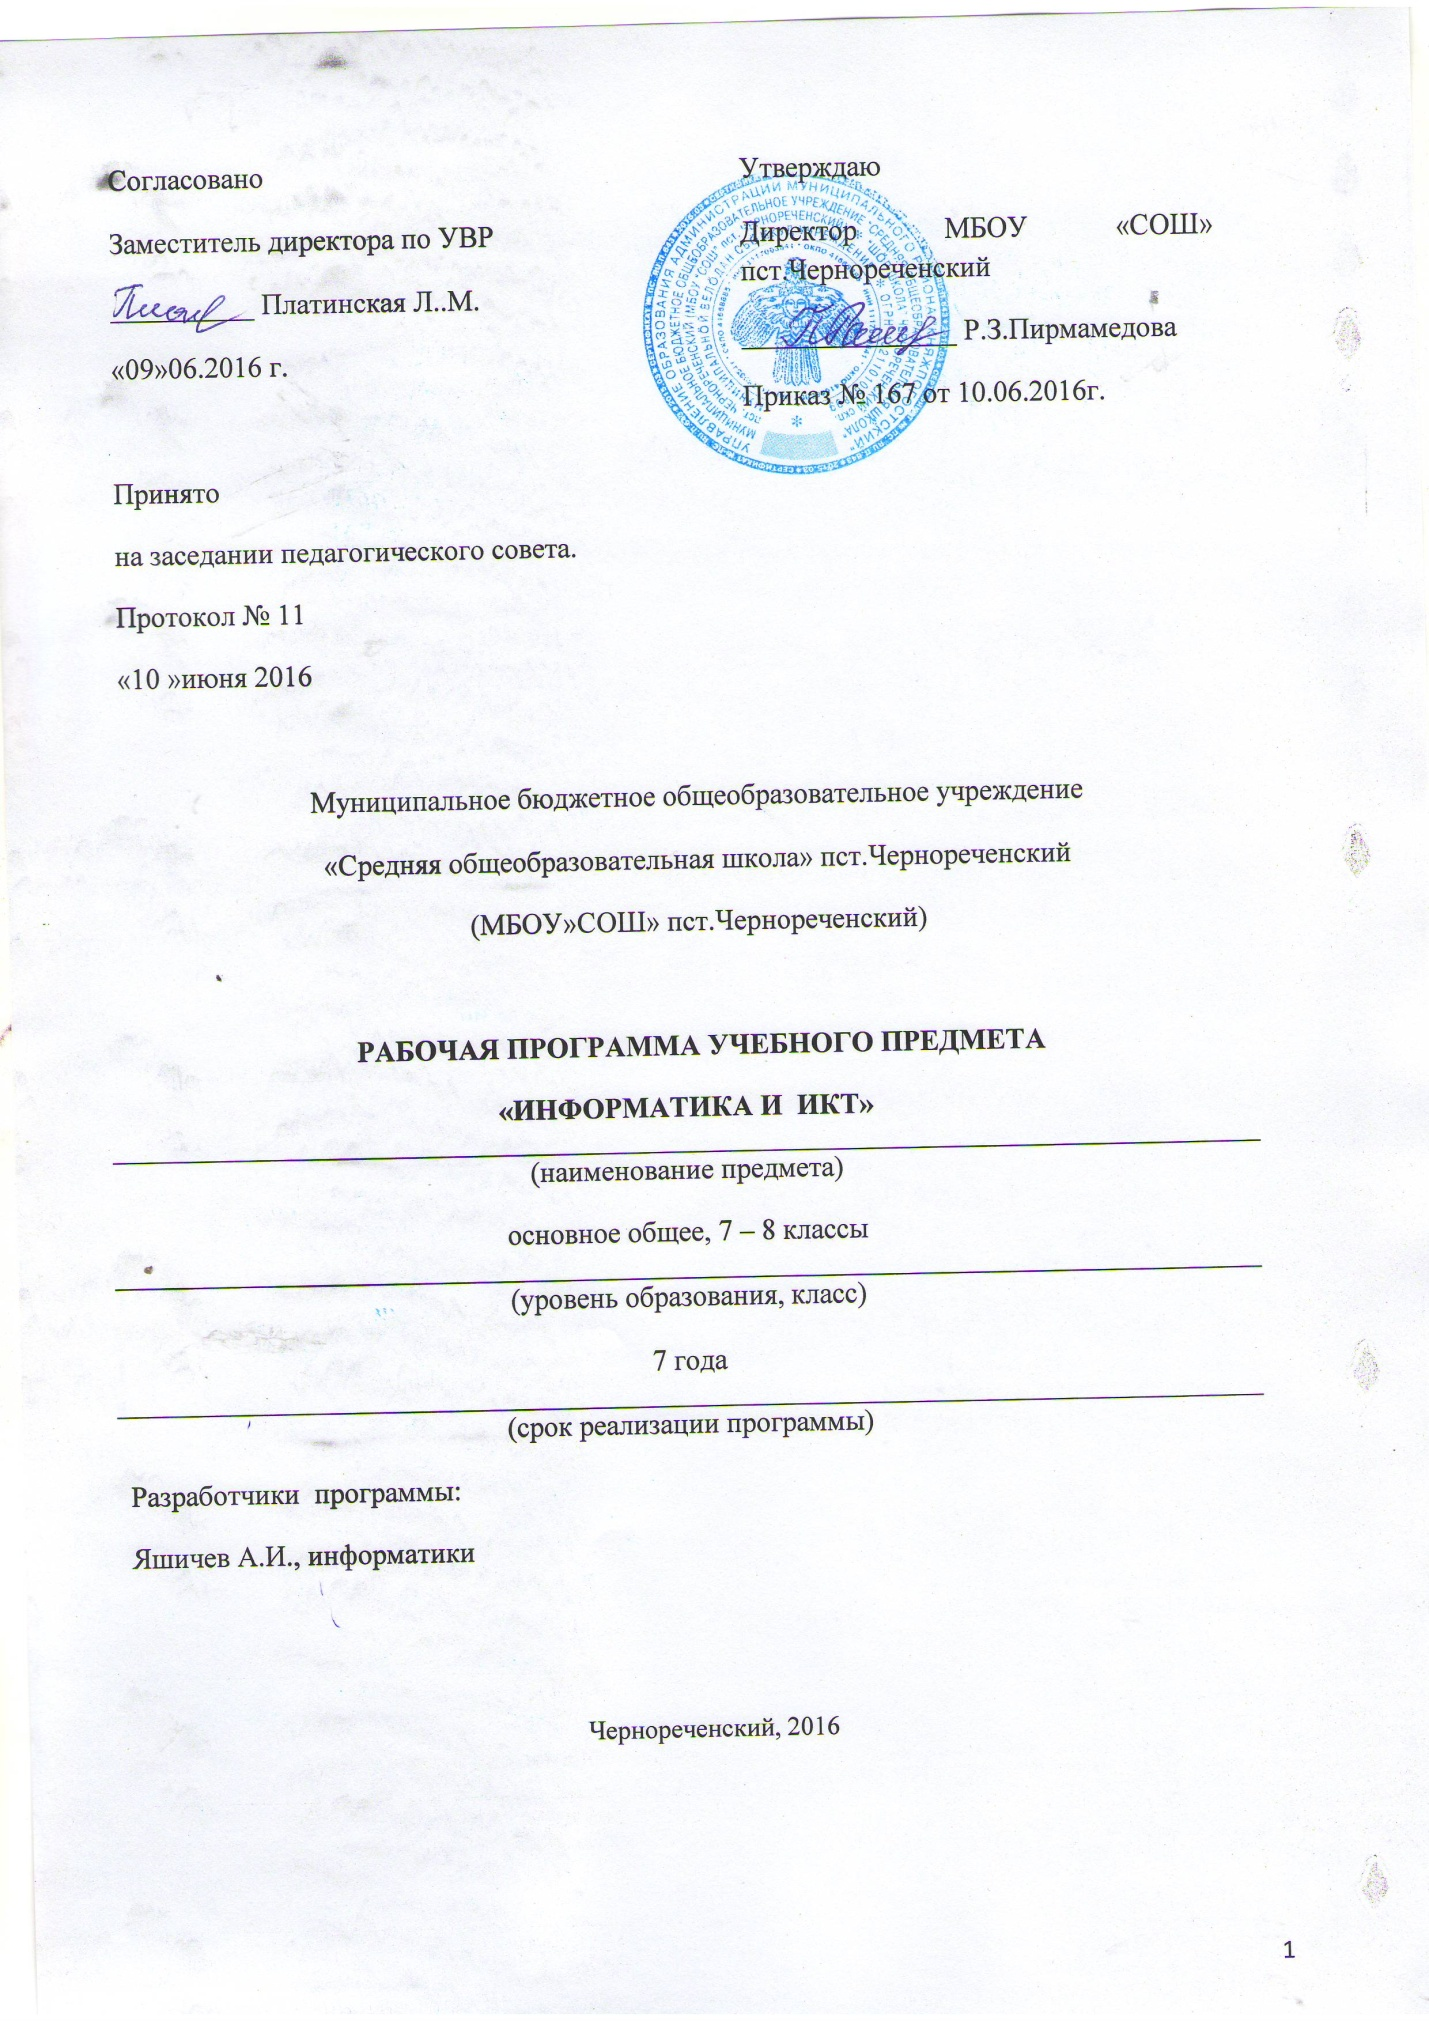 Согласовано
Заместитель директора по УВР
Платинская Л..М.
«09»06.2016 г.
Утверждаю
Директор МБОУ «СОШ»
пст.Чернореченский
Р.З.Пирмамедова
Приказ № 167 от 10.06.2016г.
Принято
на заседании педагогического совета.
Протокол № 11
«10 »июня 2016
Муниципальное бюджетное общеобразовательное учреждение
«Средняя общеобразовательная школа» пст.Чернореченский
(МБОУ»СОШ» пст.Чернореченский)
РАБОЧАЯ ПРОГРАММА УЧЕБНОГО ПРЕДМЕТА
«ИНФОРМАТИКА И ИКТ»
(наименование предмета)
основное общее, 7 – 8 классы
(уровень образования, класс)
7 года
(срок реализации программы)
Разработчики программы:
Яшичев А.И., информатики
Чернореченский, 2016
1